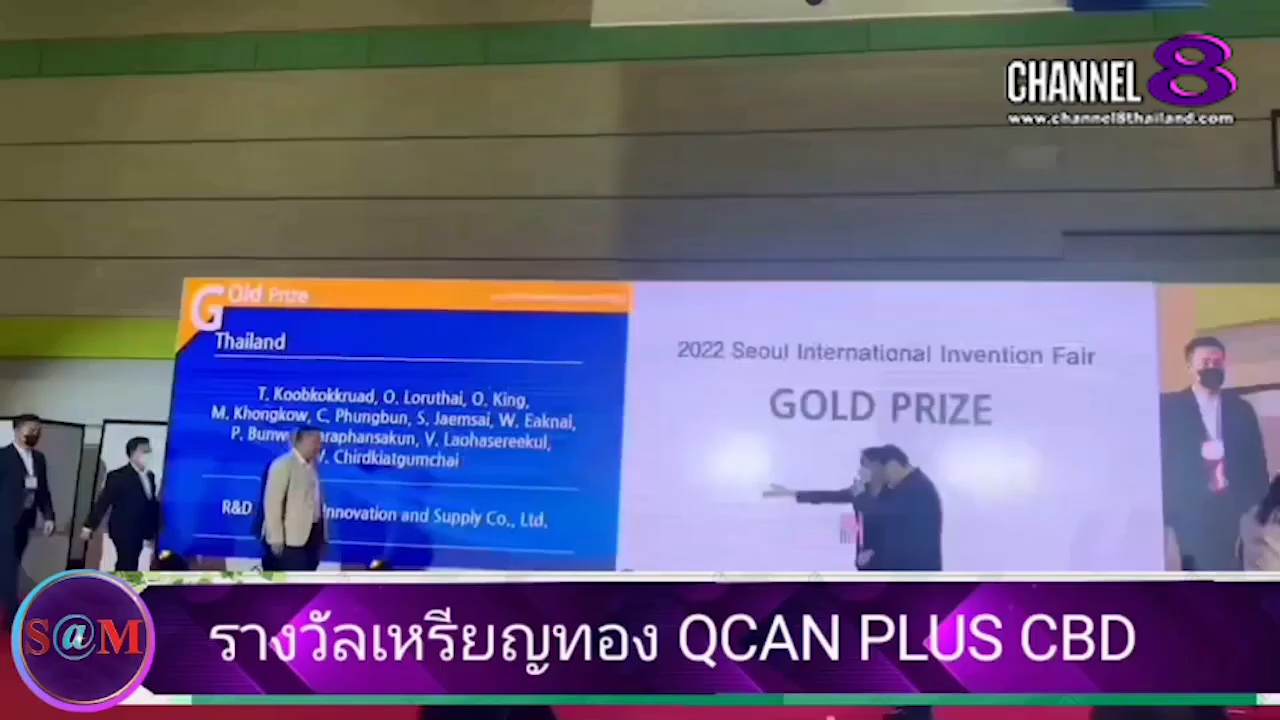 CHANNEL 8
www.channel8thailand.com
Gold Prize
Thailand
T. Koobkokkruad, O. Loruthai, O. King,
M. Khongkow, C. Phungbun, S. Jaemsai, W. Eaknai,
P. Bunw araphansakun, V. Laohasereekul,
V. Chirdkiatgumchai
R&D Innovation and Supply Co., Ltd.
2022 Seoul International Invention Fair
GOLD PRIZE
S@M
รางวัลเหรียญทอง QCAN PLUS CBD